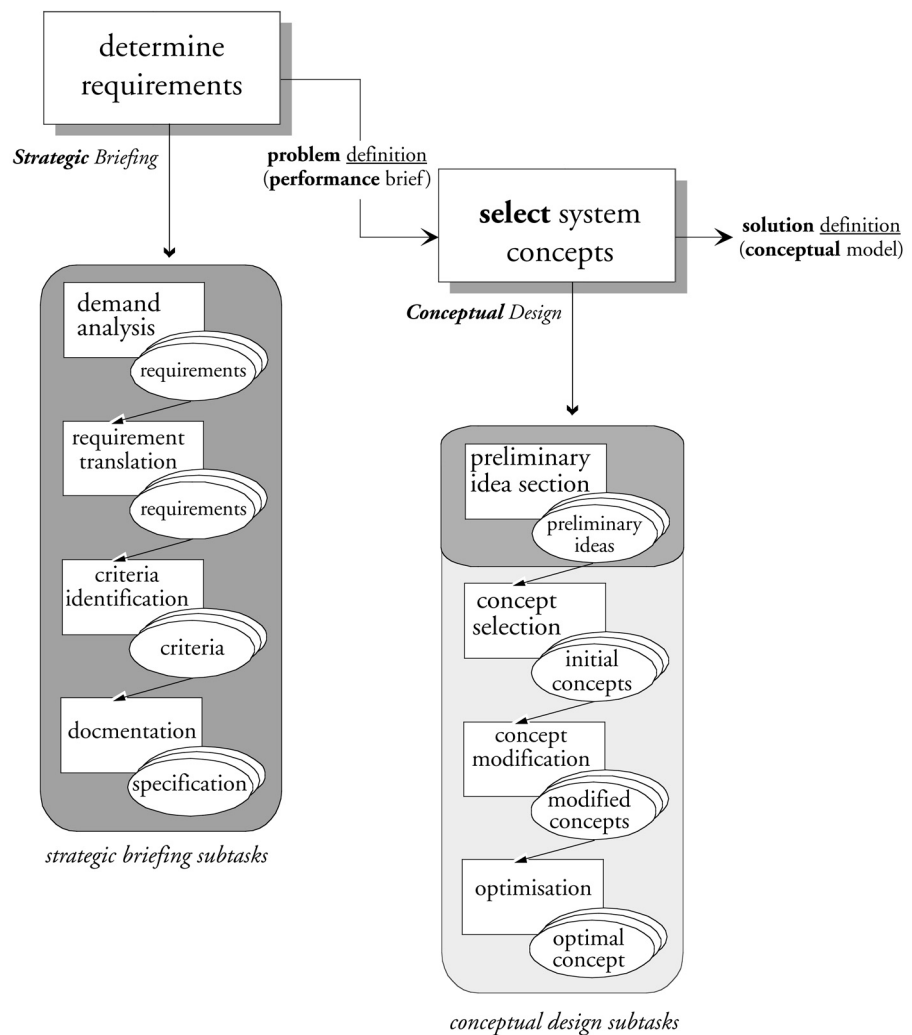 determine
requirements
Strategic Briefing
problem definition
(performance brief)
select system
concepts
solution definition
(conceptual model)
Conceptual Design
demand
analysis
requirements
requirement
translation
requirements
criteria
identification
criteria
docmentation
specification
strategic briefing subtasks
preliminary
idea section
preliminary
ideas
concept
selection
initial
concepts
concept
modification
modified
concepts
optimisation
optimal
concept
conceptual design subtasks